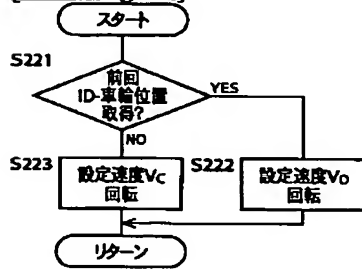 スタート
S221
前回
ID-車輪位置
取得?
YES
NO
S223
設定速度VC
回転
S222
設定速度VD
回転
リターン